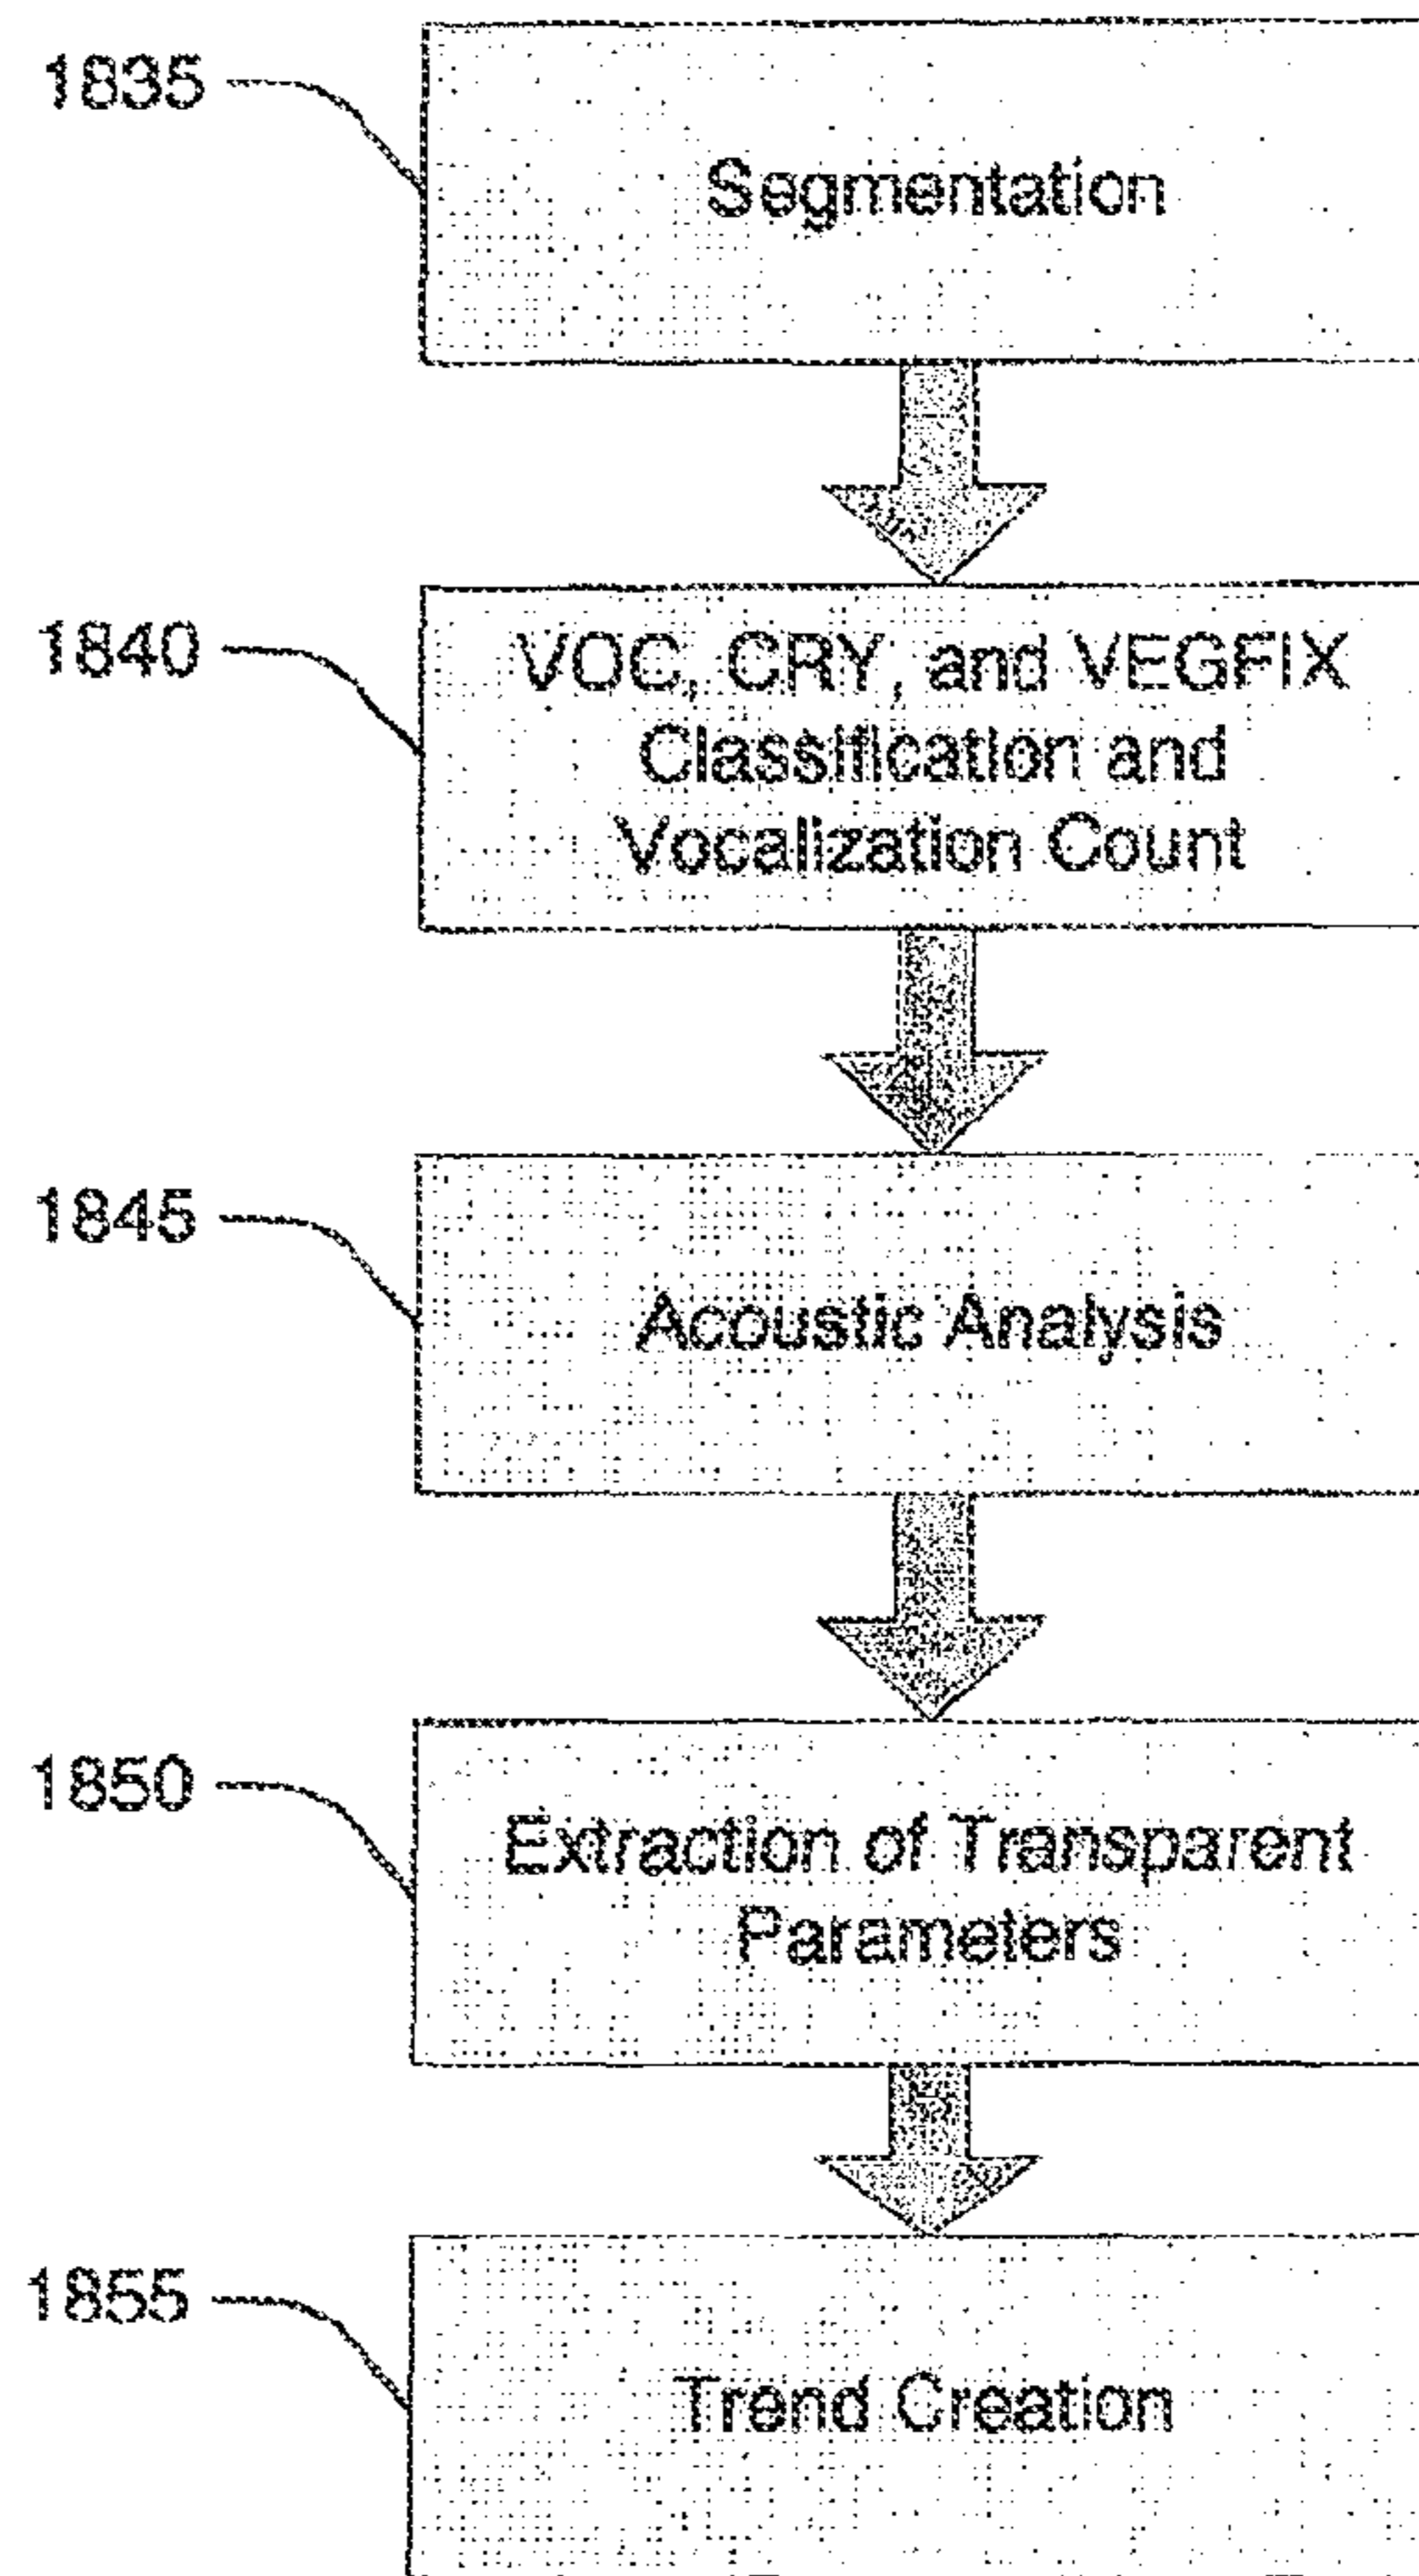 1835
Segmentation
1840
VOC, CRY, and VEGFIX
Classification and
Vocalization Count
1845
Acoustic Analysis
1850
Extraction of Transparent
Parameters
1855
Trend Creation